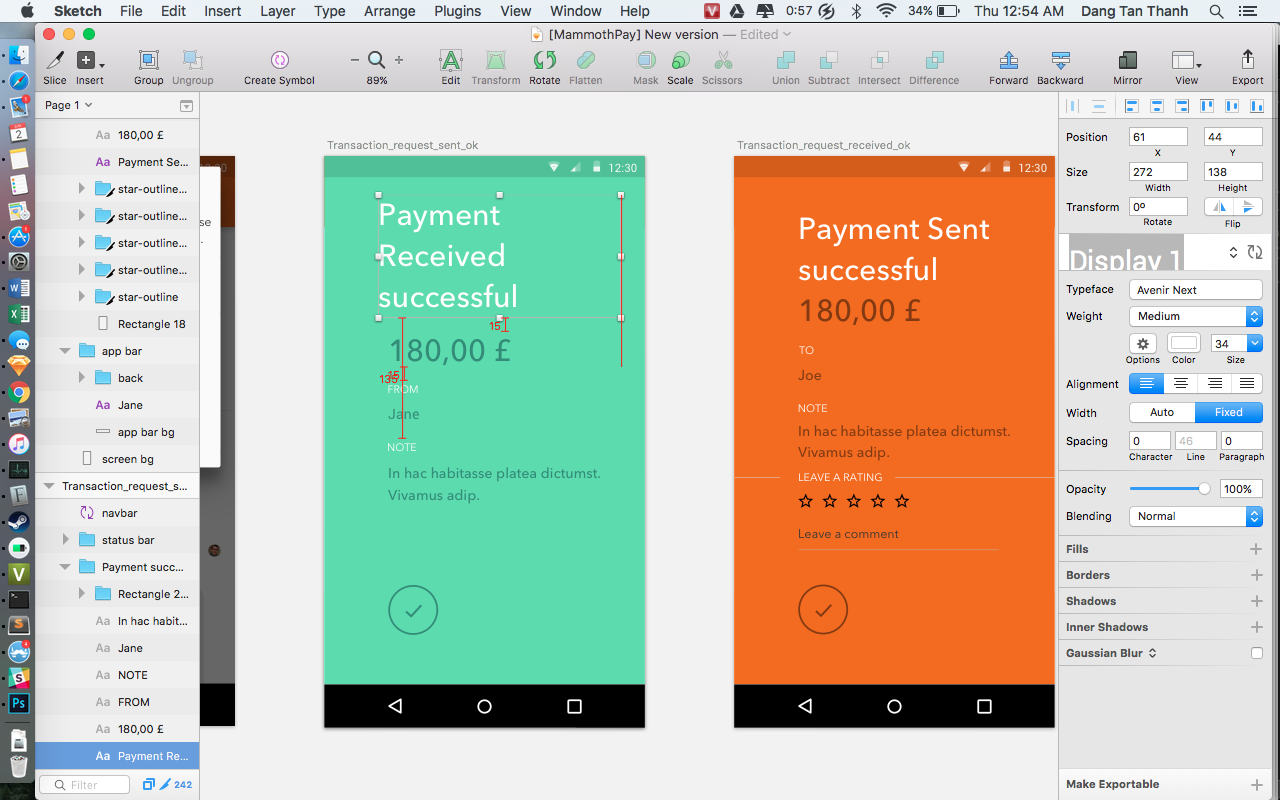 Sketch File Edit Insert Layer Type Arrange Plugins View Window Help 0:57 34% Thu 12:54 AM Dang Tan Thanh
[MammothPay] New version — Edited
Slice Insert Group Ungroup Create Symbol 89% Edit Transform Rotate Flatten Mask Scale Scissors Union Subtract Intersect Difference Forward Backward Mirror View Export
Page 1
Aa 180,00 £
Aa Payment Se...
star-outline...
star-outline...
star-outline...
star-outline...
star-outline
Rectangle 18
app bar
back
Aa Jane
app bar bg
screen bg
Transaction_request_s...
navbar
status bar
Payment succ...
Rectangle 2...
Aa In hac habit...
Aa Jane
Aa NOTE
Aa FROM
Aa 180,00 £
Aa Payment Re...
Filter 242
Transaction_request_sent_ok
12:30
Payment
Received
successful
15
180,00 £
15
135
FROM
Jane
NOTE
In hac habitasse platea dictumst.
Vivamus adip.
Transaction_request_received_ok
12:30
Payment Sent
successful
180,00 £
TO
Joe
NOTE
In hac habitasse platea dictumst.
Vivamus adip.
LEAVE A RATING
Leave a comment
Position 61 44
X Y
Size 272 138
Width Height
Transform 0º
Rotate Flip
Display 1
Typeface Avenir Next
Weight Medium
34
Options Color Size
Alignment
Width Auto Fixed
Spacing 0 46 0
Character Line Paragraph
Opacity 100%
Blending Normal
Fills
Borders
Shadows
Inner Shadows
Gaussian Blur
Make Exportable